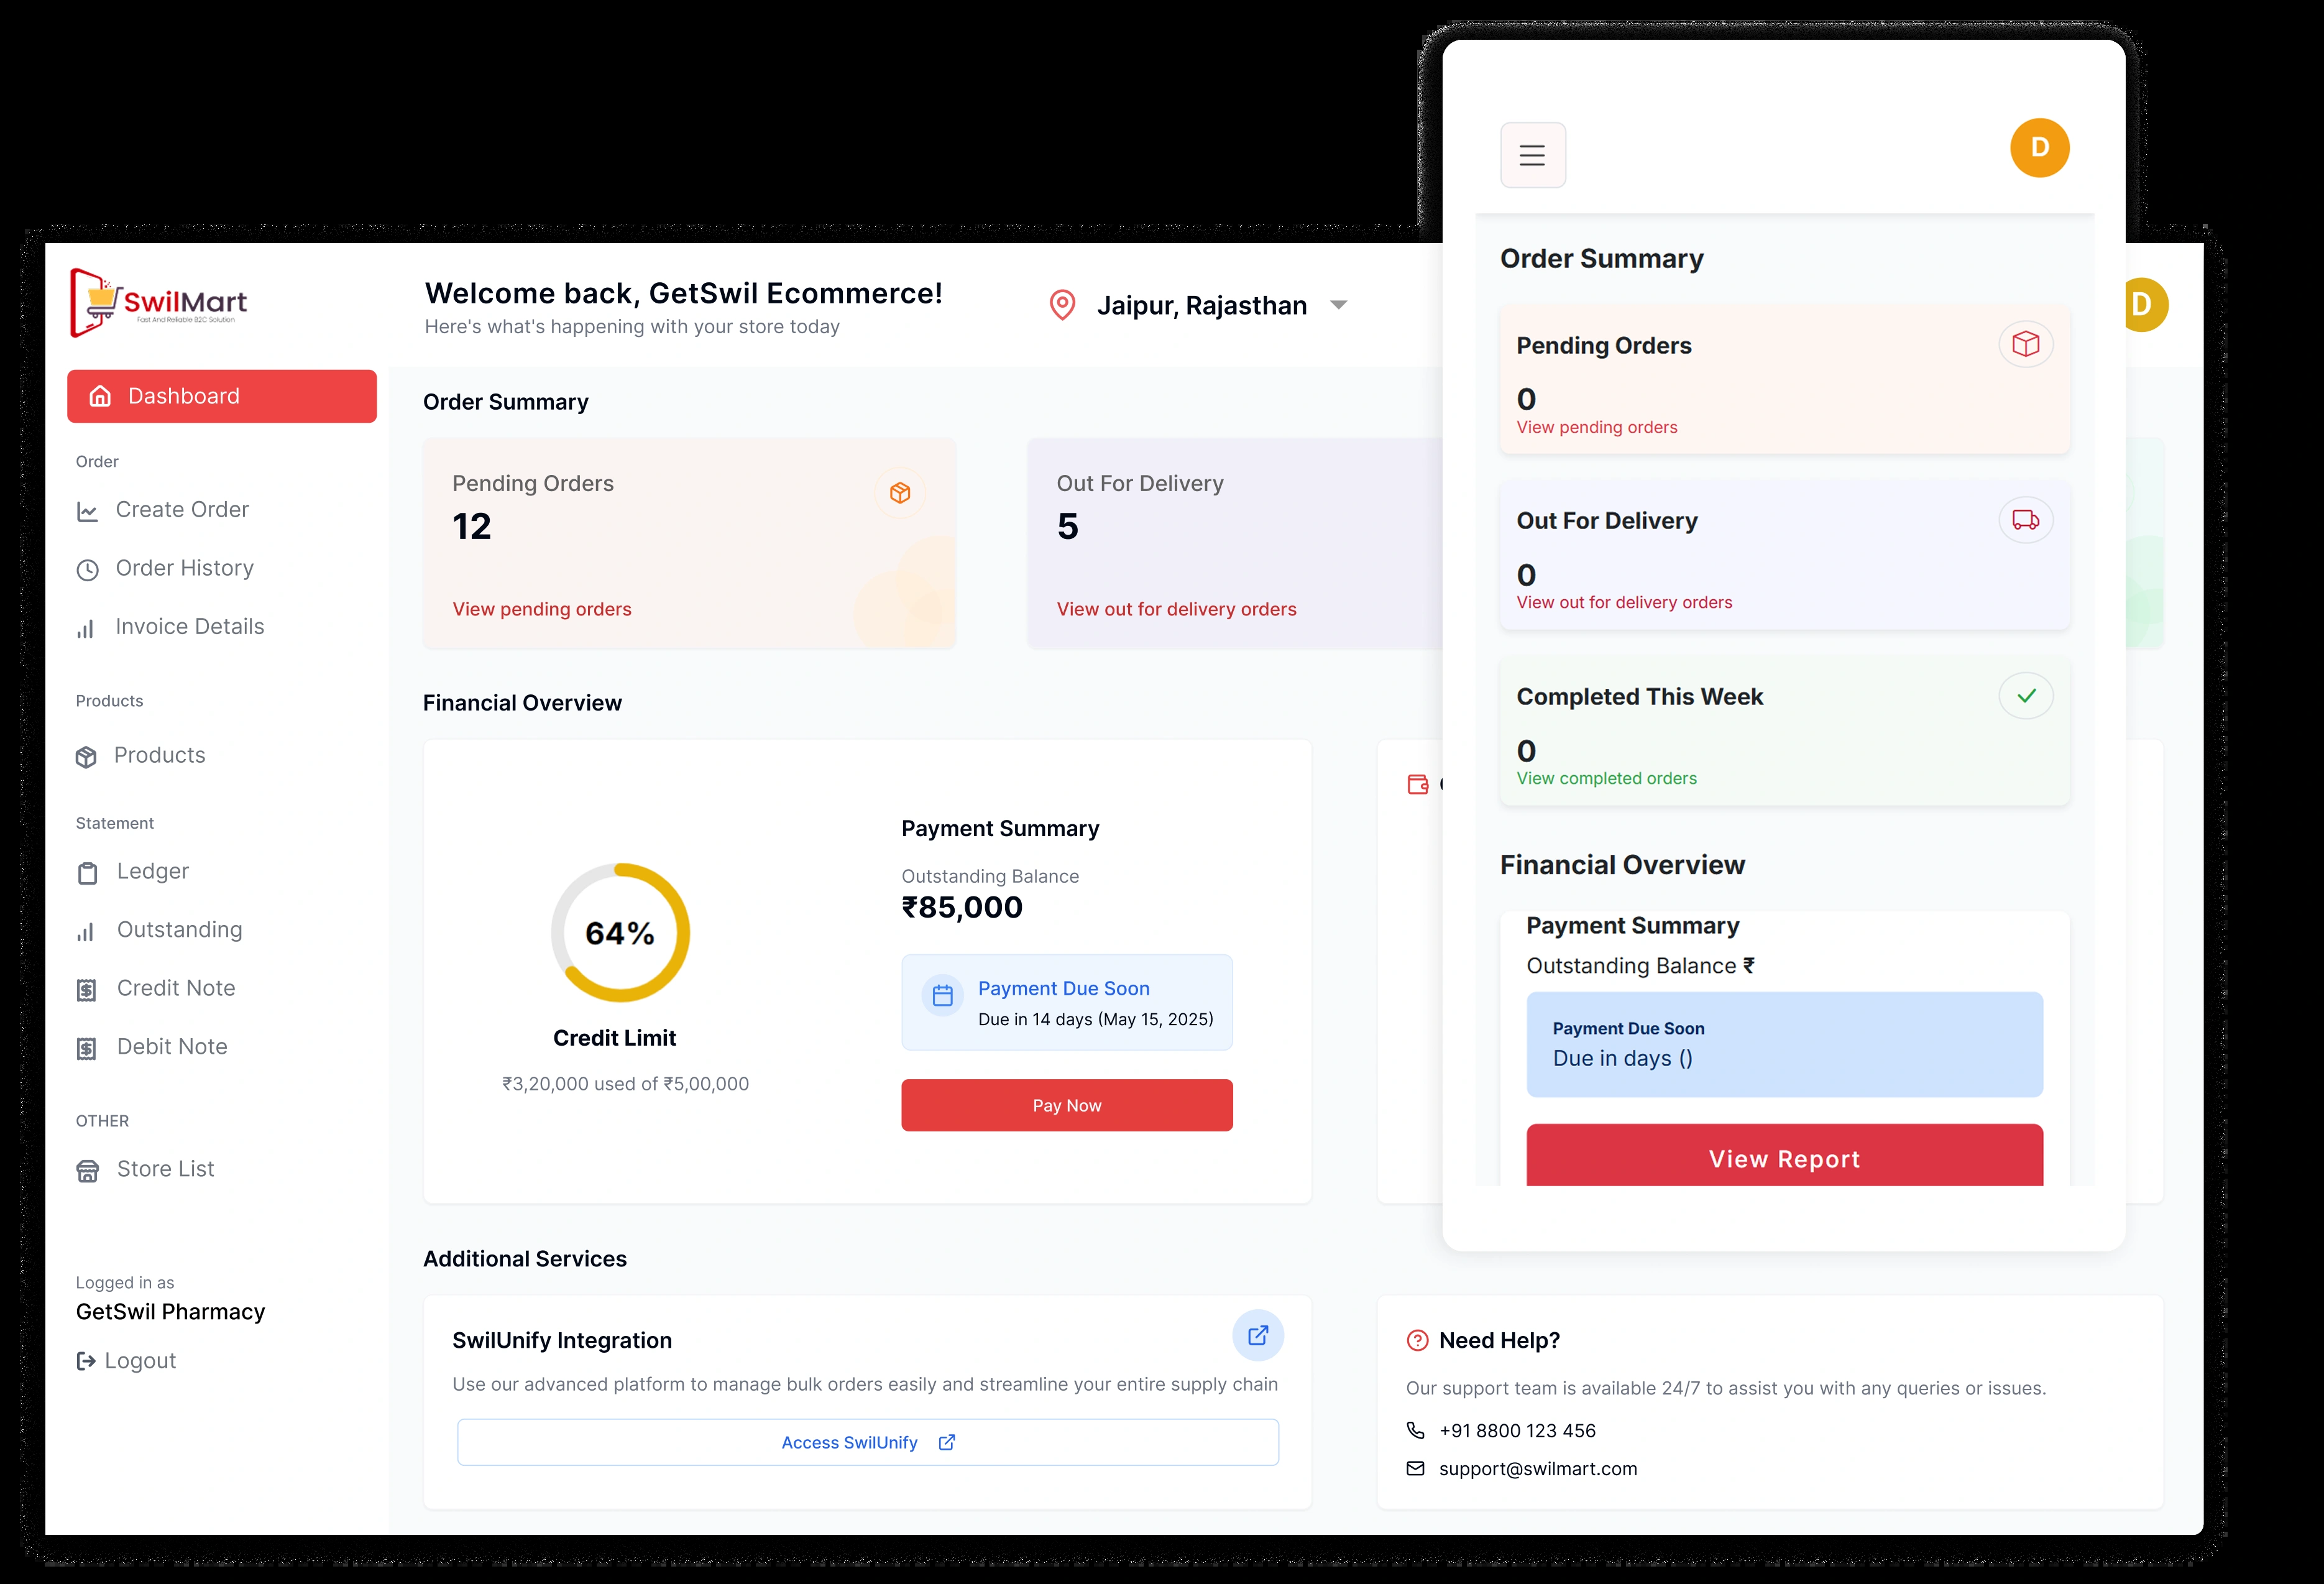 SwilMart
Fast And Reliable B2C Solution
Dashboard
Order
Create Order
Order History
Invoice Details
Products
Products
Statement
Ledger
Outstanding
Credit Note
Debit Note
OTHER
Store List
Logged in as
GetSwil Pharmacy
Logout
Welcome back, GetSwil Ecommerce!
Here's what's happening with your store today
Jaipur, Rajasthan
D
Order Summary
Pending Orders
12
View pending orders
Out For Delivery
5
View out for delivery orders
Financial Overview
64%
Credit Limit
₹3,20,000 used of ₹5,00,000
Payment Summary
Outstanding Balance
₹85,000
Payment Due Soon
Due in 14 days (May 15, 2025)
Pay Now
Additional Services
SwilUnify Integration
Use our advanced platform to manage bulk orders easily and streamline your entire supply chain
Access SwilUnify
Need Help?
Our support team is available 24/7 to assist you with any queries or issues.
+91 8800 123 456
support@swilmart.com
D
Order Summary
Pending Orders
0
View pending orders
Out For Delivery
0
View out for delivery orders
Completed This Week
0
View completed orders
Financial Overview
Payment Summary
Outstanding Balance ₹
Payment Due Soon
Due in days ()
View Report